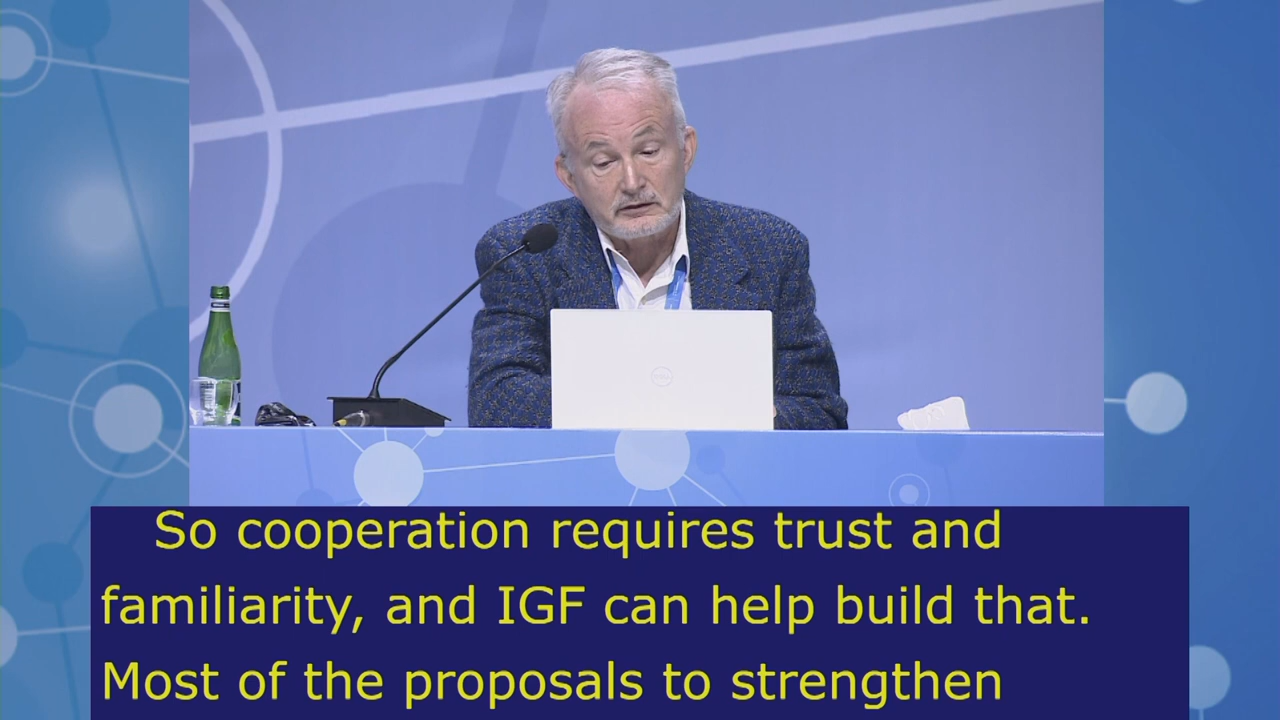 So cooperation requires trust and
familiarity, and IGF can help build that.
Most of the proposals to strengthen